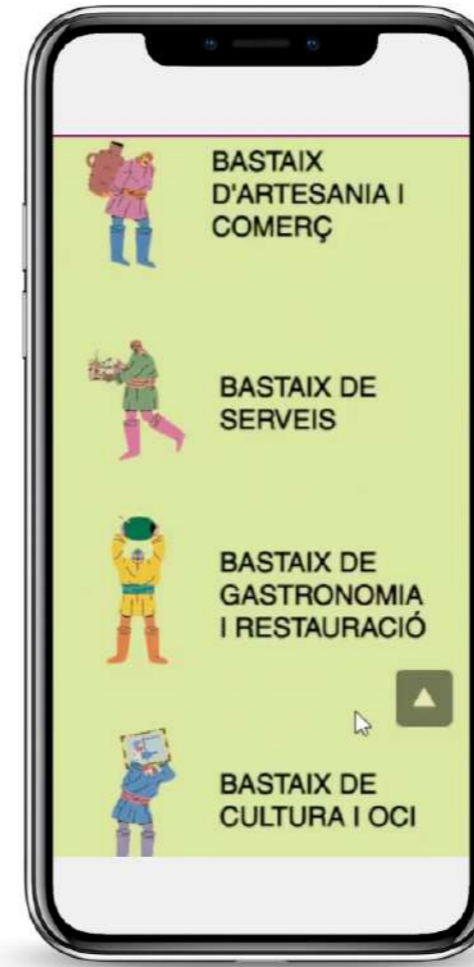 BASTAIX
D'ARTESANIA I
COMERÇ
BASTAIX DE
SERVEIS
BASTAIX DE
GASTRONOMIA
I RESTAURACIÓ
BASTAIX DE
CULTURA I OCI